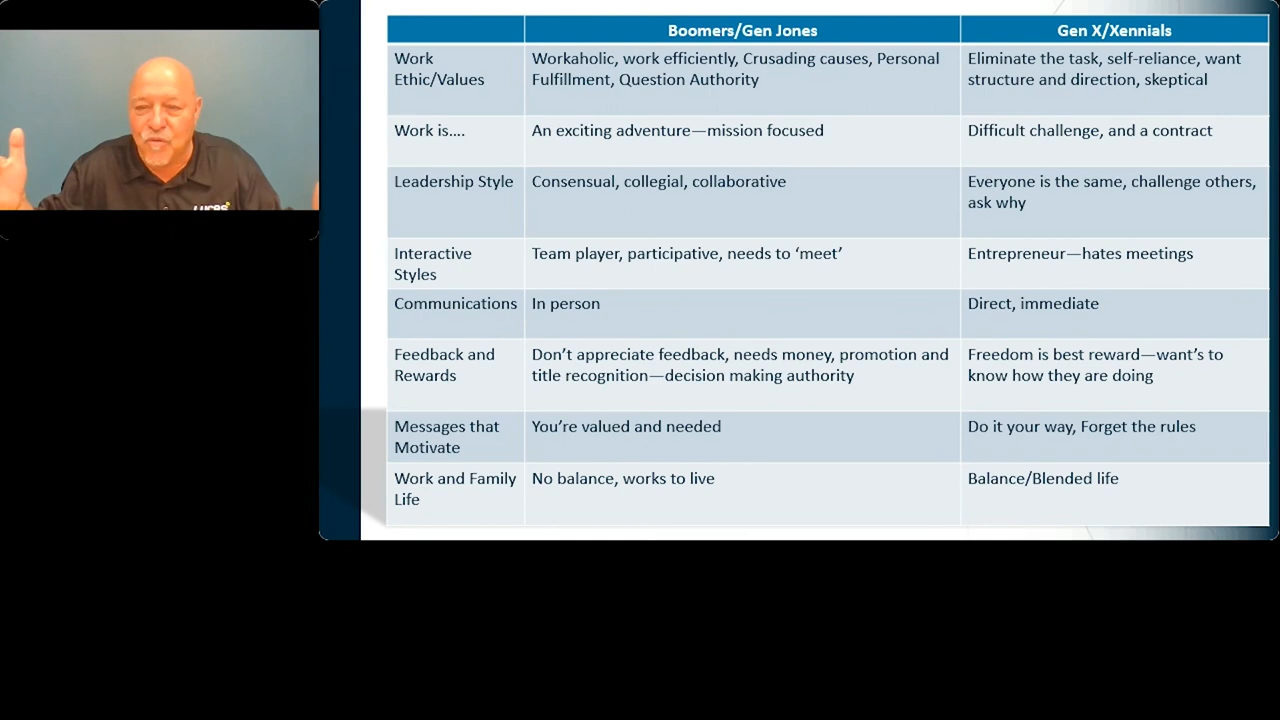 Boomers/Gen Jones
Gen X/Xennials
Work
Ethic/Values
Workaholic, work efficiently, Crusading causes, Personal
Fulfillment, Question Authority
Eliminate the task, self-reliance, want
structure and direction, skeptical
Work is....
An exciting adventure—mission focused
Difficult challenge, and a contract
Leadership Style
Consensual, collegial, collaborative
Everyone is the same, challenge others,
ask why
Interactive
Styles
Team player, participative, needs to ‘meet’
Entrepreneur—hates meetings
Communications
In person
Direct, immediate
Feedback and
Rewards
Don’t appreciate feedback, needs money, promotion and
title recognition—decision making authority
Freedom is best reward—want’s to
know how they are doing
Messages that
Motivate
You’re valued and needed
Do it your way, Forget the rules
Work and Family
Life
No balance, works to live
Balance/Blended life